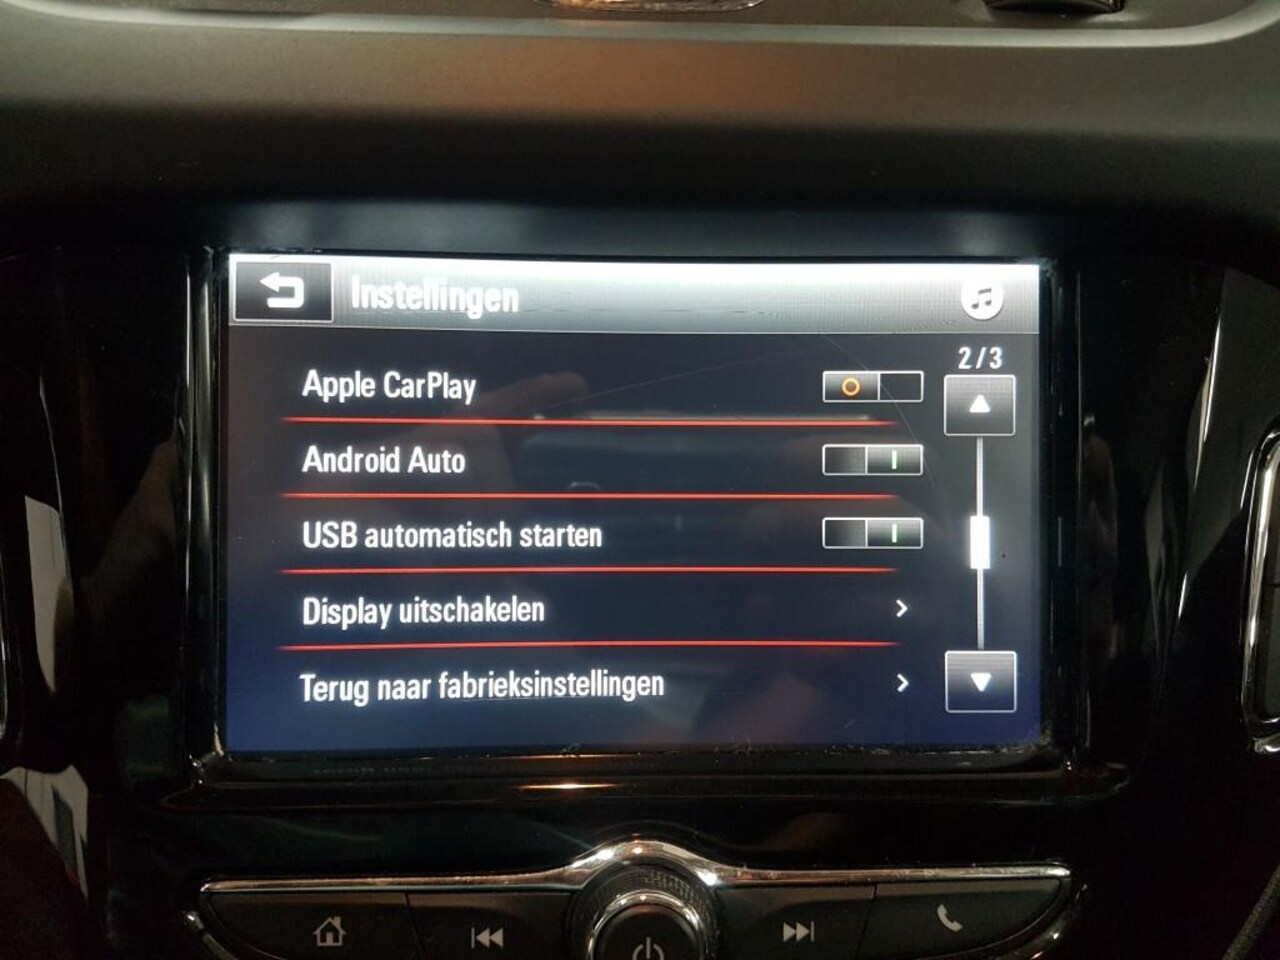 Instellingen
2/3
Apple CarPlay
Android Auto
USB automatisch starten
Display uitschakelen
Terug naar fabrieksinstellingen